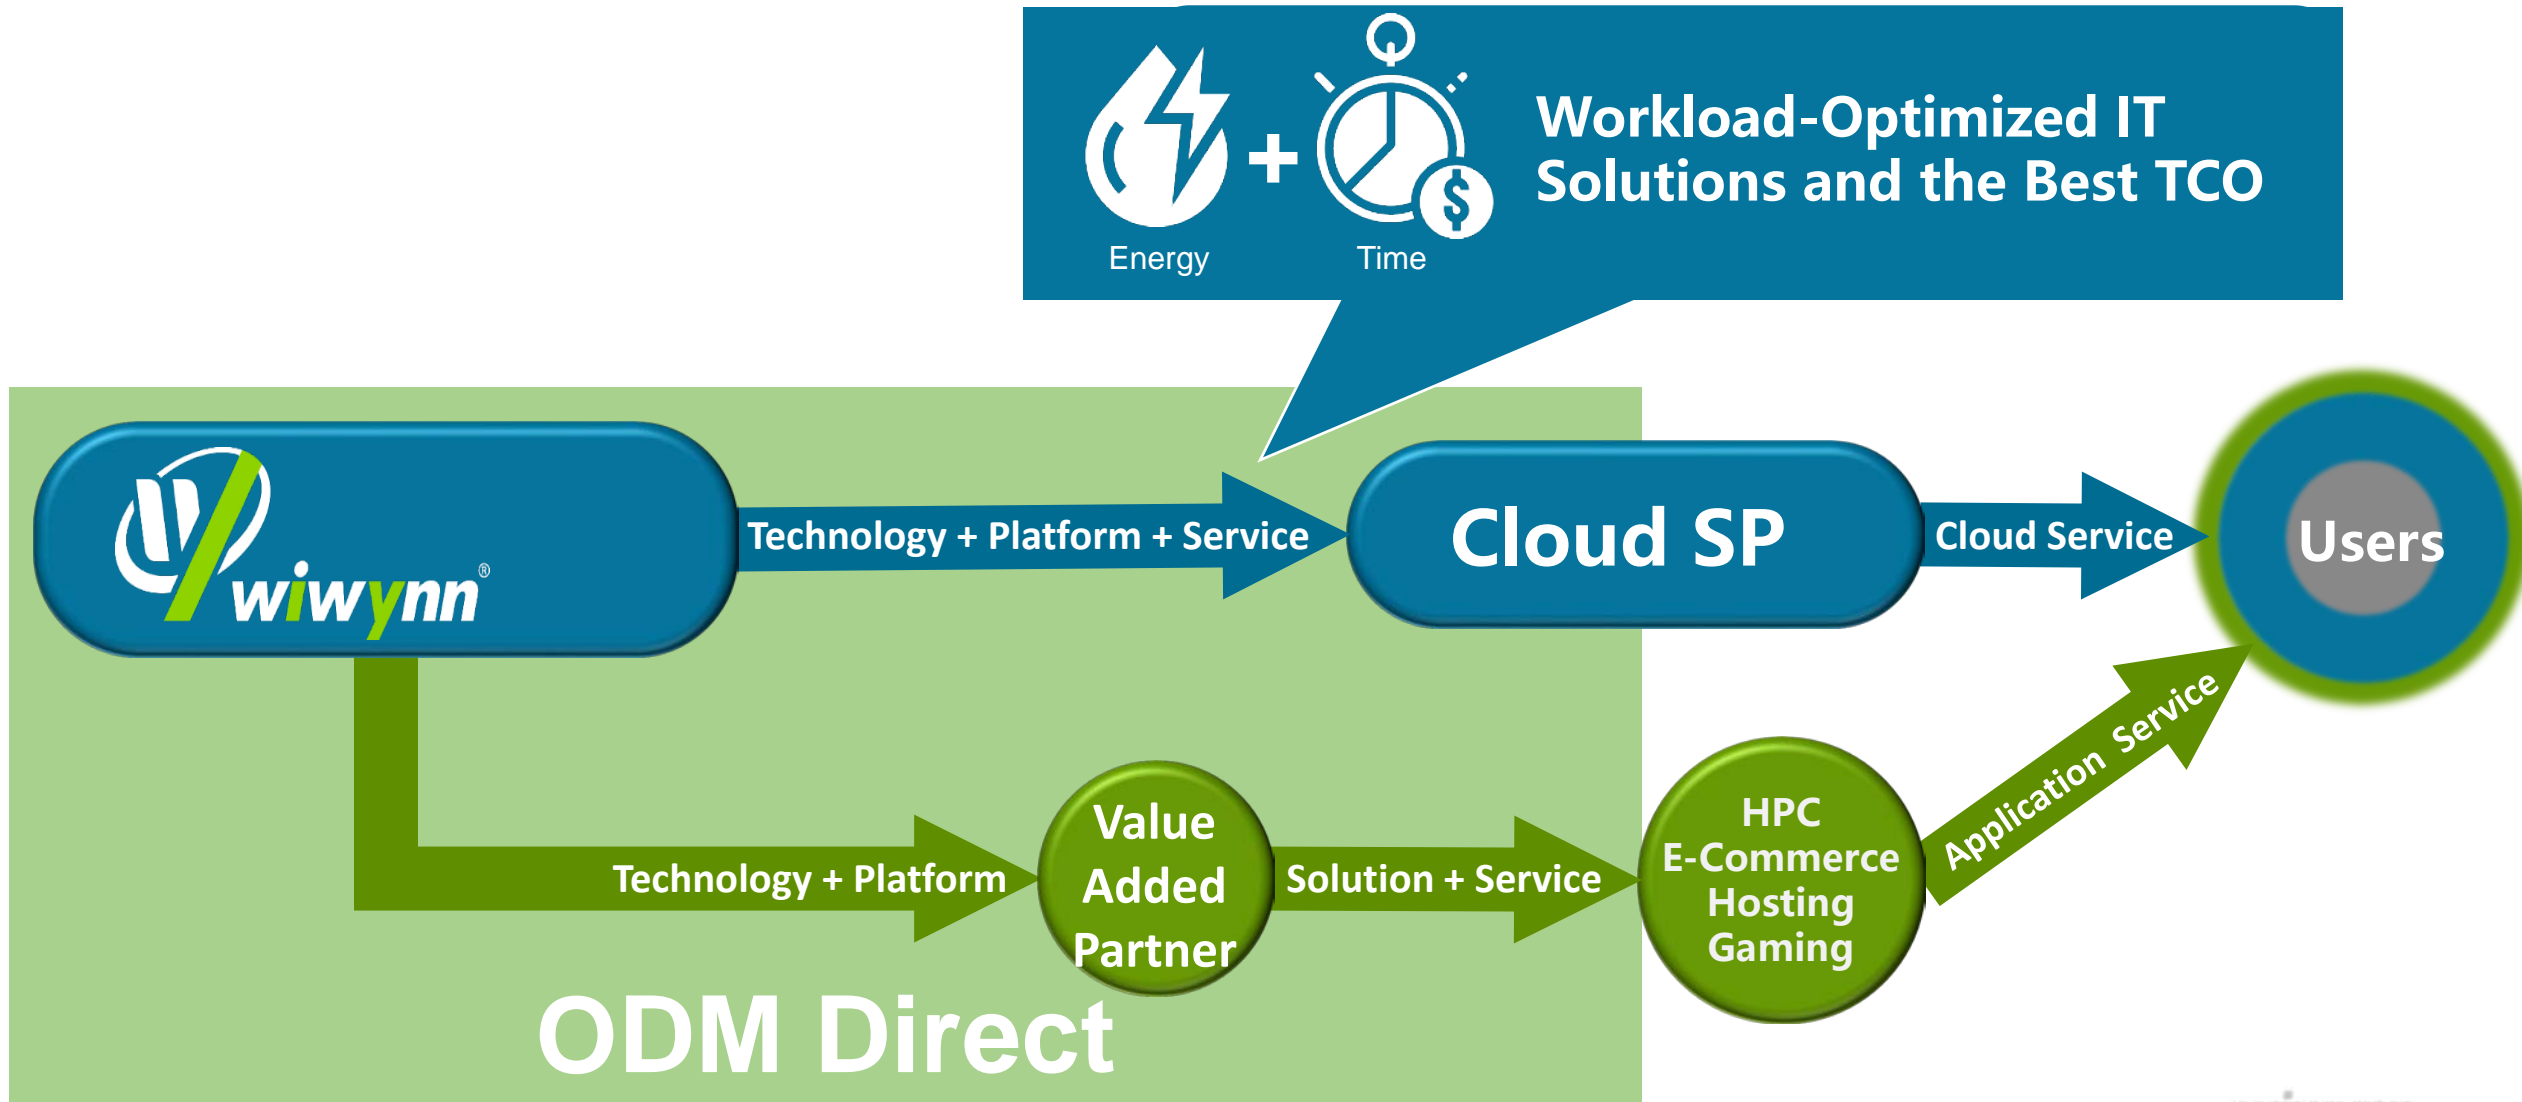 Workload-Optimized IT
Solutions and the Best TCO
+
$
Energy
Time
wiwynn®
Technology + Platform + Service
Cloud SP
Cloud Service
Users
Technology + Platform
Value
Added
Partner
Solution + Service
HPC
E-Commerce
Hosting
Gaming
Application Service
ODM Direct